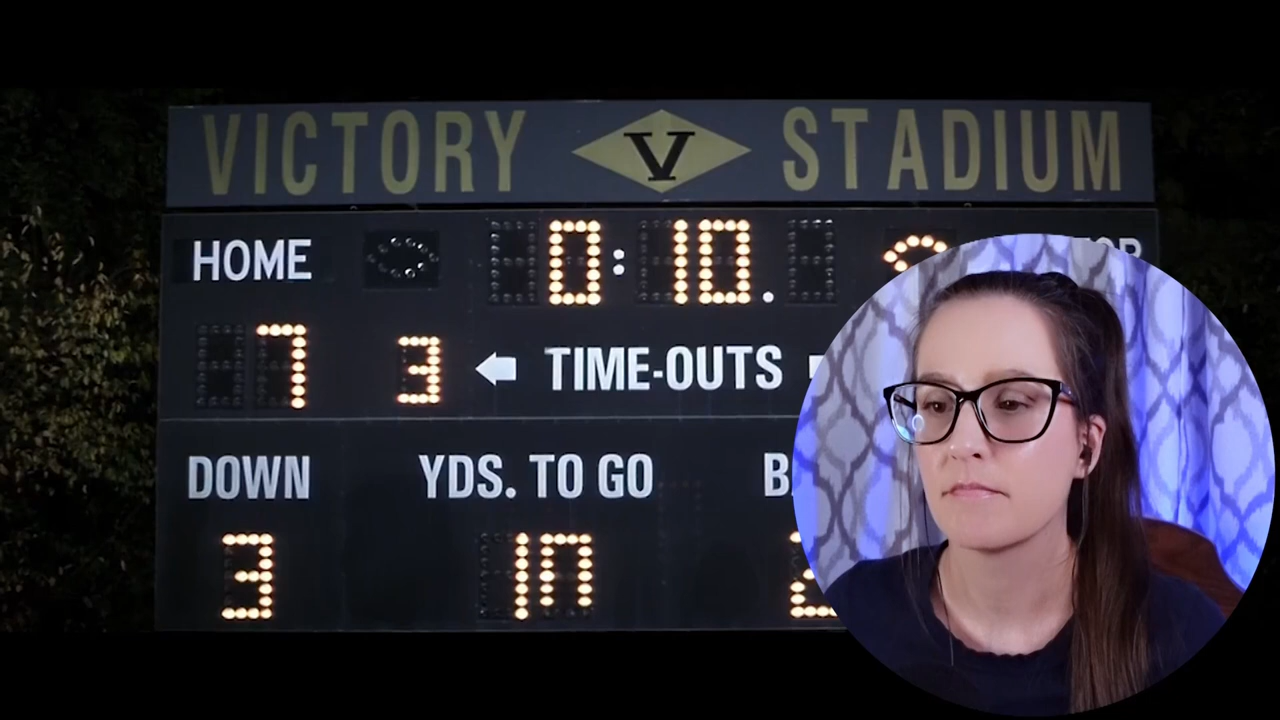 VICTORY V STADIUM
HOME 0:10.
7 3 TIME-OUTS
DOWN YDS. TO GO
3 10